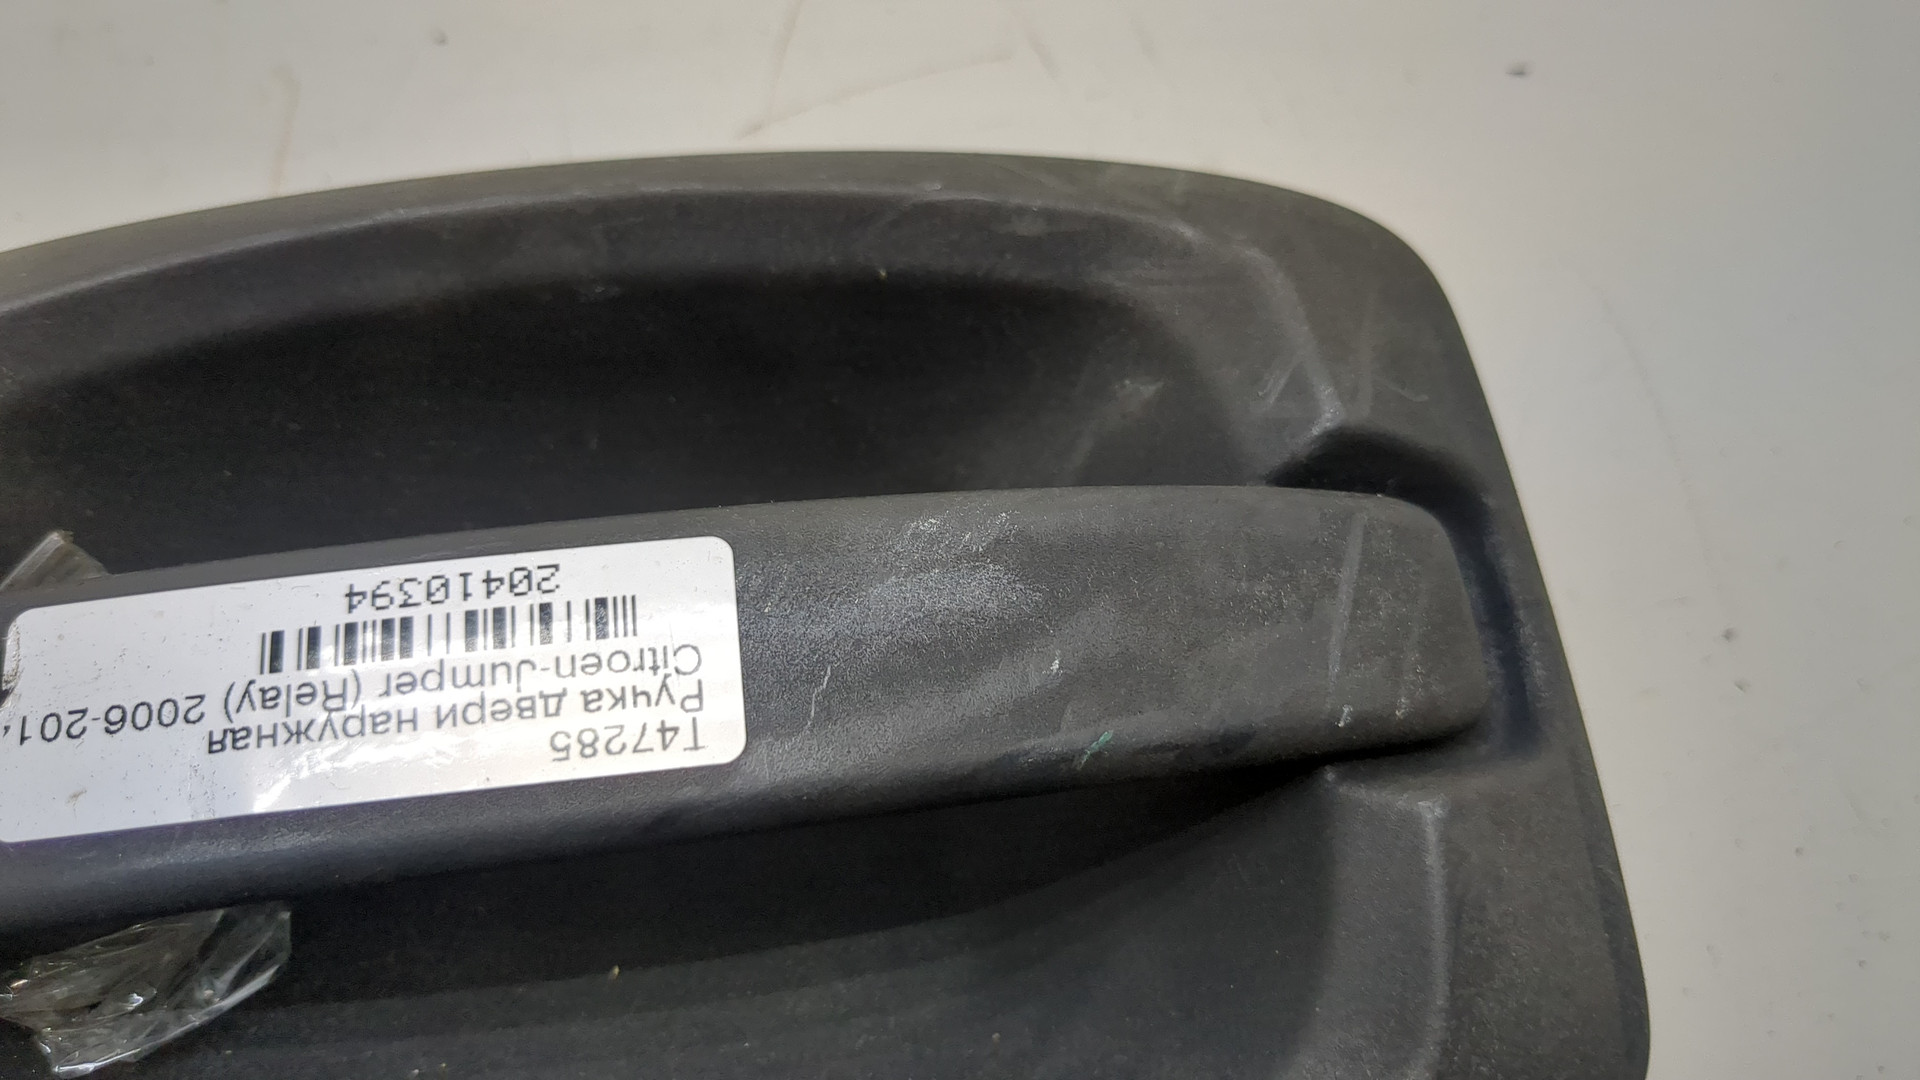 T47285
Ручка двери наружная
Citroen-Jumper (Relay) 2006-201
20410394